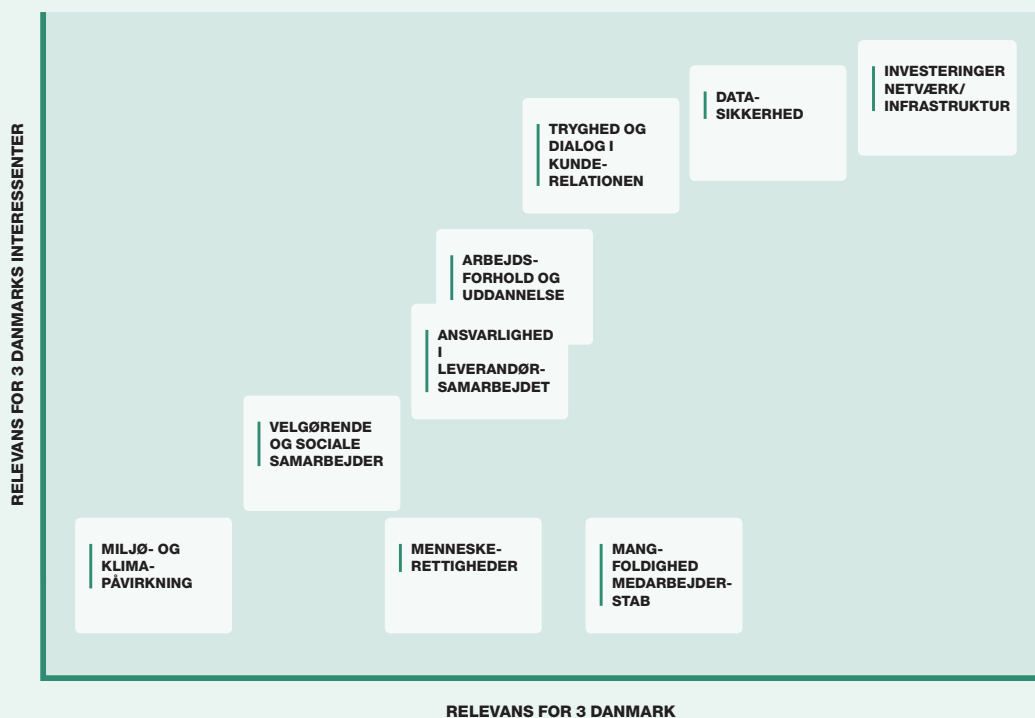 RELEVANS FOR 3 DANMARKS INTERESSENTER
INVESTERINGER
NETVÆRK/
INFRASTRUKTUR
DATA-
SIKKERHED
TRYGHED OG
DIALOG I
KUNDE-
RELATIONEN
ARBEJDS-
FORHOLD OG
UDDANNELSE
ANSVARLIGHED
I
LEVERANDØR-
SAMARBEJDET
VELGØRENDE
OG SOCIALE
SAMARBEJDER
MILJØ- OG
KLIMA-
PÅVIRKNING
MENNESKE-
RETTIGHEDER
MANG-
FOLDIGHED
MEDARBEJDER-
STAB
RELEVANS FOR 3 DANMARK